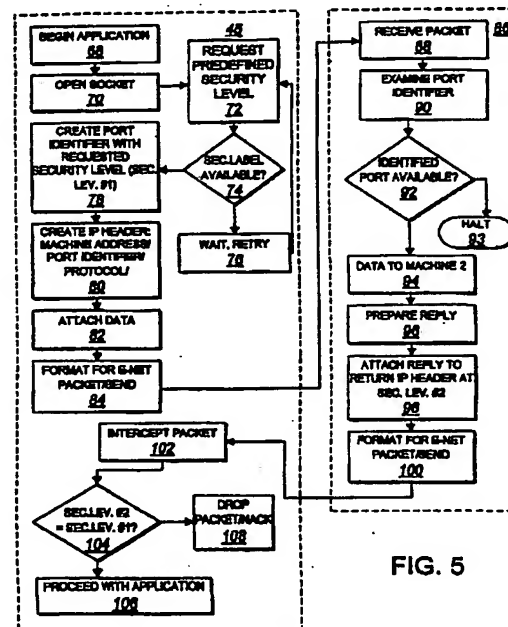 BEGIN APPLICATION
68
OPEN SOCKET
70
48
REQUEST
PREDEFINED
SECURITY
LEVEL
72
SEC.LABEL
AVAILABLE?
74
WAIT, RETRY
76
CREATE PORT
IDENTIFIER WITH
REQUESTED
SECURITY LEVEL (SEC.
LEV. #1)
78
CREATE IP HEADER:
MACHINE ADDRESS/
PORT IDENTIFIER/
PROTOCOL/
80
ATTACH DATA
82
FORMAT FOR E-NET
PACKET/SEND
84
INTERCEPT PACKET
102
SEC.LEV. #2
= SEC.LEV. #1?
104
DROP
PACKET/NACK
108
PROCEED WITH APPLICATION
106
RECEIVE PACKET
88
EXAMINE PORT
IDENTIFIER
90
IDENTIFIED
PORT AVAILABLE?
92
HALT
93
DATA TO MACHINE 2
94
PREPARE REPLY
96
ATTACH REPLY TO
RETURN IP HEADER AT
SEC. LEV. #2
98
FORMAT FOR E-NET
PACKET/SEND
100
FIG. 5